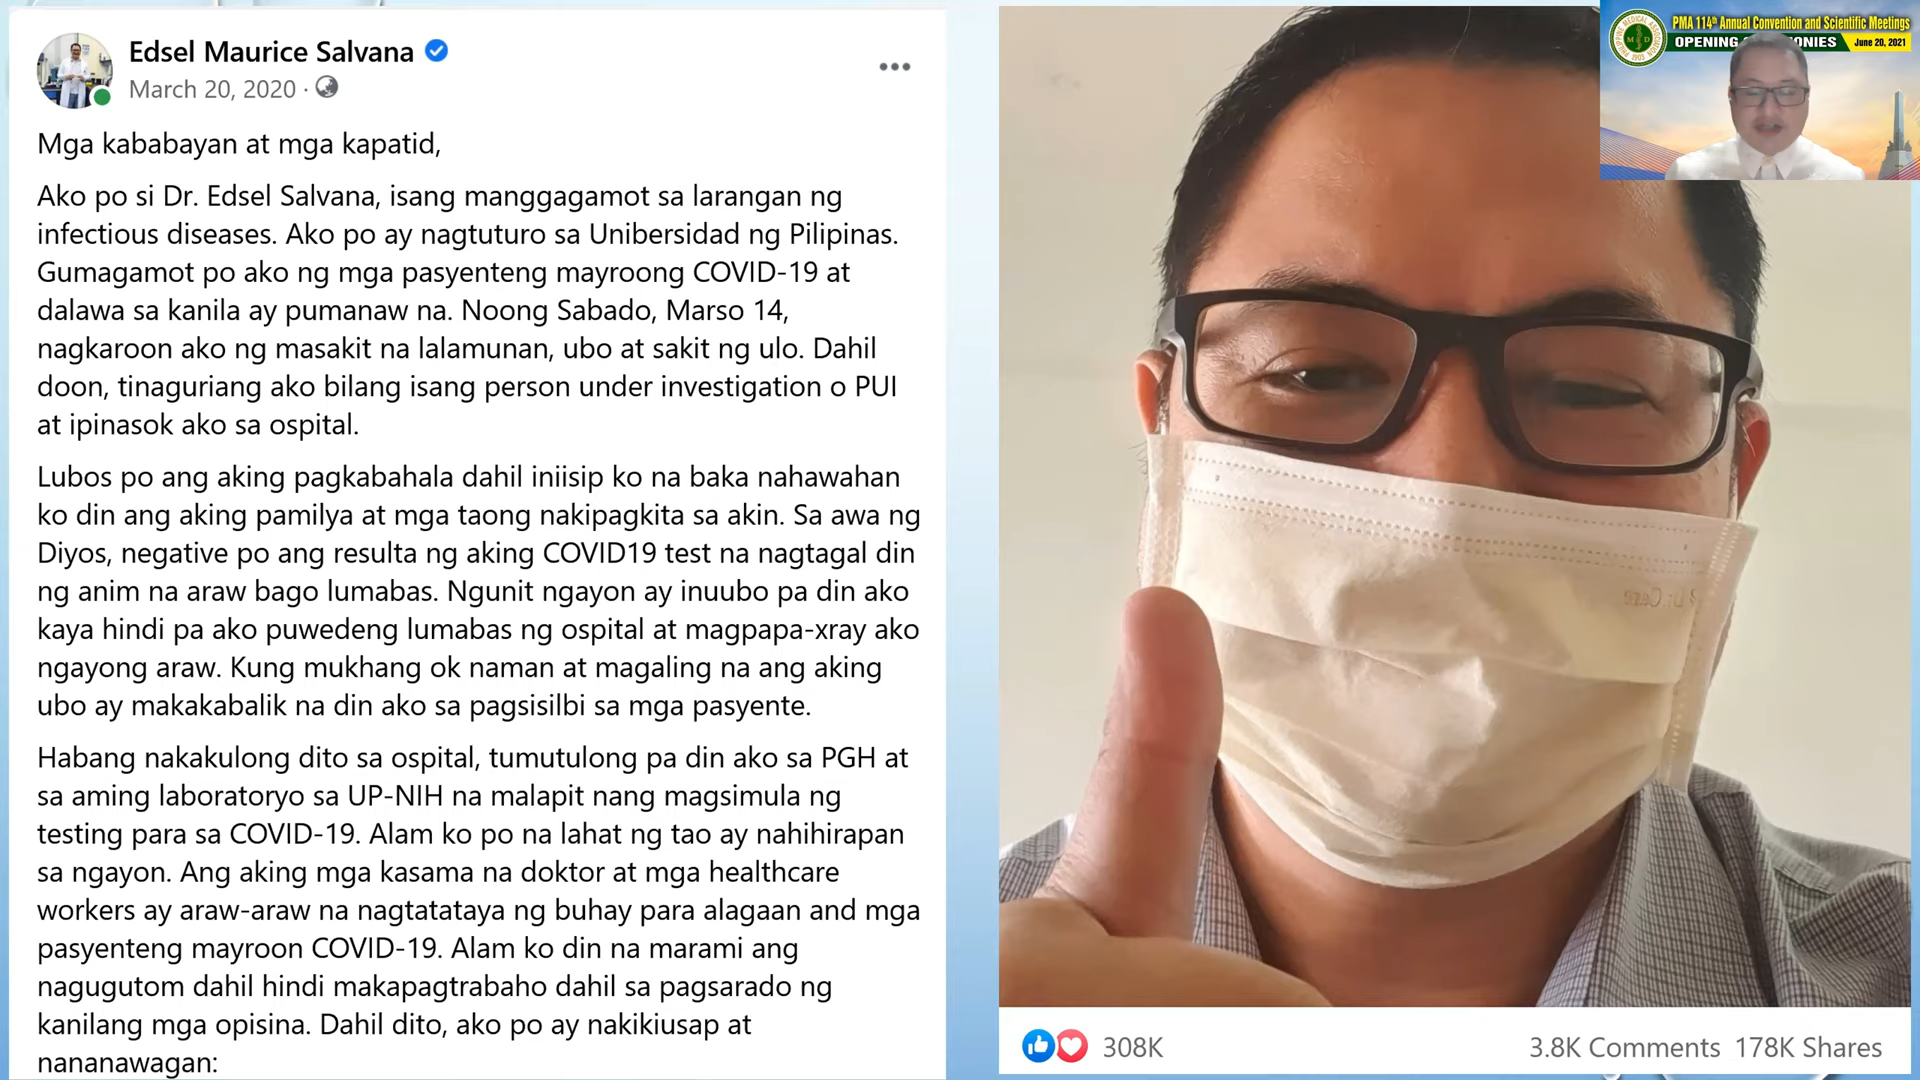 Edsel Maurice Salvana
March 20, 2020 ·
Mga kababayan at mga kapatid,
Ako po si Dr. Edsel Salvana, isang manggagamot sa larangan ng
infectious diseases. Ako po ay nagtuturo sa Unibersidad ng Pilipinas.
Gumagamot po ako ng mga pasyenteng mayroong COVID-19 at
dalawa sa kanila ay pumanaw na. Noong Sabado, Marso 14,
nagkaroon ako ng masakit na lalamunan, ubo at sakit ng ulo. Dahil
doon, tinaguriang ako bilang isang person under investigation o PUI
at ipinasok ako sa ospital.
Lubos po ang aking pagkabahala dahil iniisip ko na baka nahawahan
ko din ang aking pamilya at mga taong nakipagkita sa akin. Sa awa ng
Diyos, negative po ang resulta ng aking COVID19 test na nagtagal din
ng anim na araw bago lumabas. Ngunit ngayon ay inuubo pa din ako
kaya hindi pa ako puwedeng lumabas ng ospital at magpapa-xray ako
ngayong araw. Kung mukhang ok naman at magaling na ang aking
ubo ay makakabalik na din ako sa pagsisilbi sa mga pasyente.
Habang nakakulong dito sa ospital, tumutulong pa din ako sa PGH at
sa aming laboratoryo sa UP-NIH na malapit nang magsimula ng
testing para sa COVID-19. Alam ko po na lahat ng tao ay nahihirapan
sa ngayon. Ang aking mga kasama na doktor at mga healthcare
workers ay araw-araw na nagtatataya ng buhay para alagaan and mga
pasyenteng mayroon COVID-19. Alam ko din na marami ang
nagugutom dahil hindi makapagtrabaho dahil sa pagsarado ng
kanilang mga opisina. Dahil dito, ako po ay nakikiusap at
nananawagan:
PMA 114th Annual Convention and Scientific Meetings
OPENING
June 20, 2021
308K
3.8K Comments 178K Shares